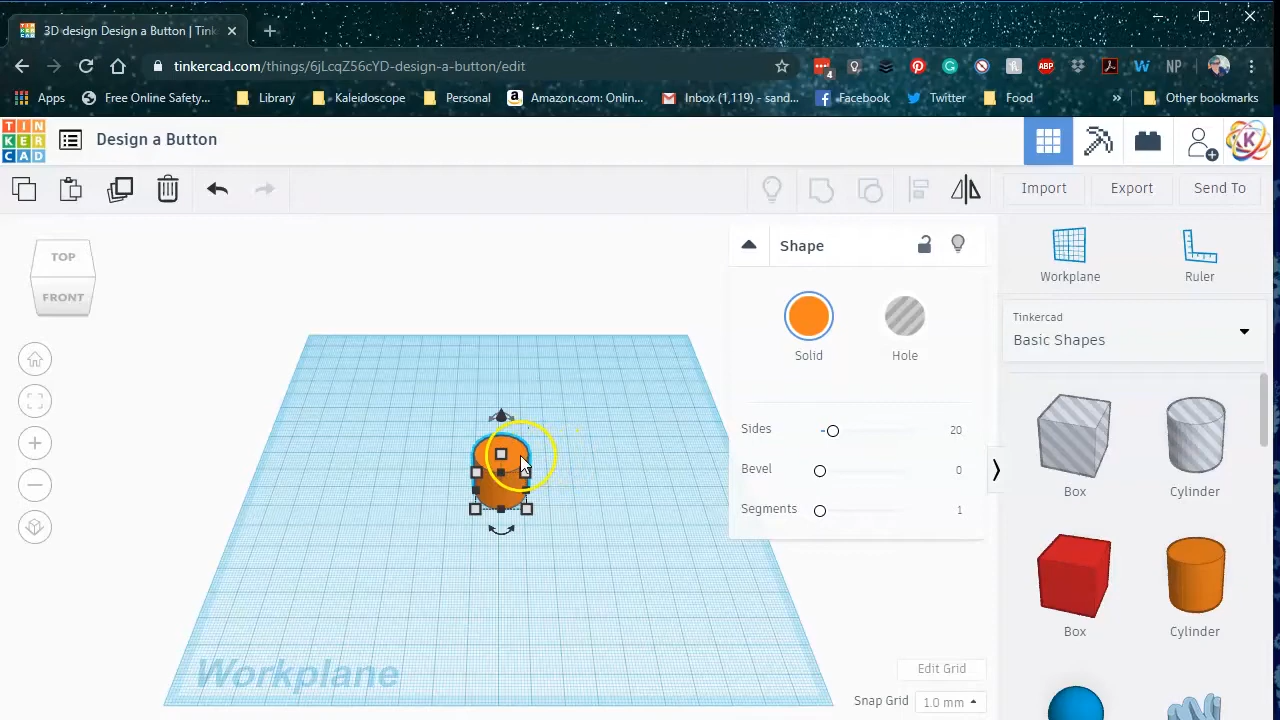 3D design Design a Button | Tink
tinkercad.com/things/6jLcqZ56cYD-design-a-button/edit
4
ABP
W
NP
Apps
Free Online Safety...
Library
Kaleidoscope
Personal
Amazon.com: Onlin...
Inbox (1,119) - sand...
Facebook
Twitter
Food
»
Other bookmarks
TIN
KER
CAD
Design a Button
K
Import
Export
Send To
TOP
FRONT
Shape
Solid
Hole
Sides 20
Bevel 0
Segments 1
Workplane
Ruler
Tinkercad
Basic Shapes
Box
Cylinder
Box
Cylinder
Workplane
Edit Grid
Snap Grid 1.0 mm